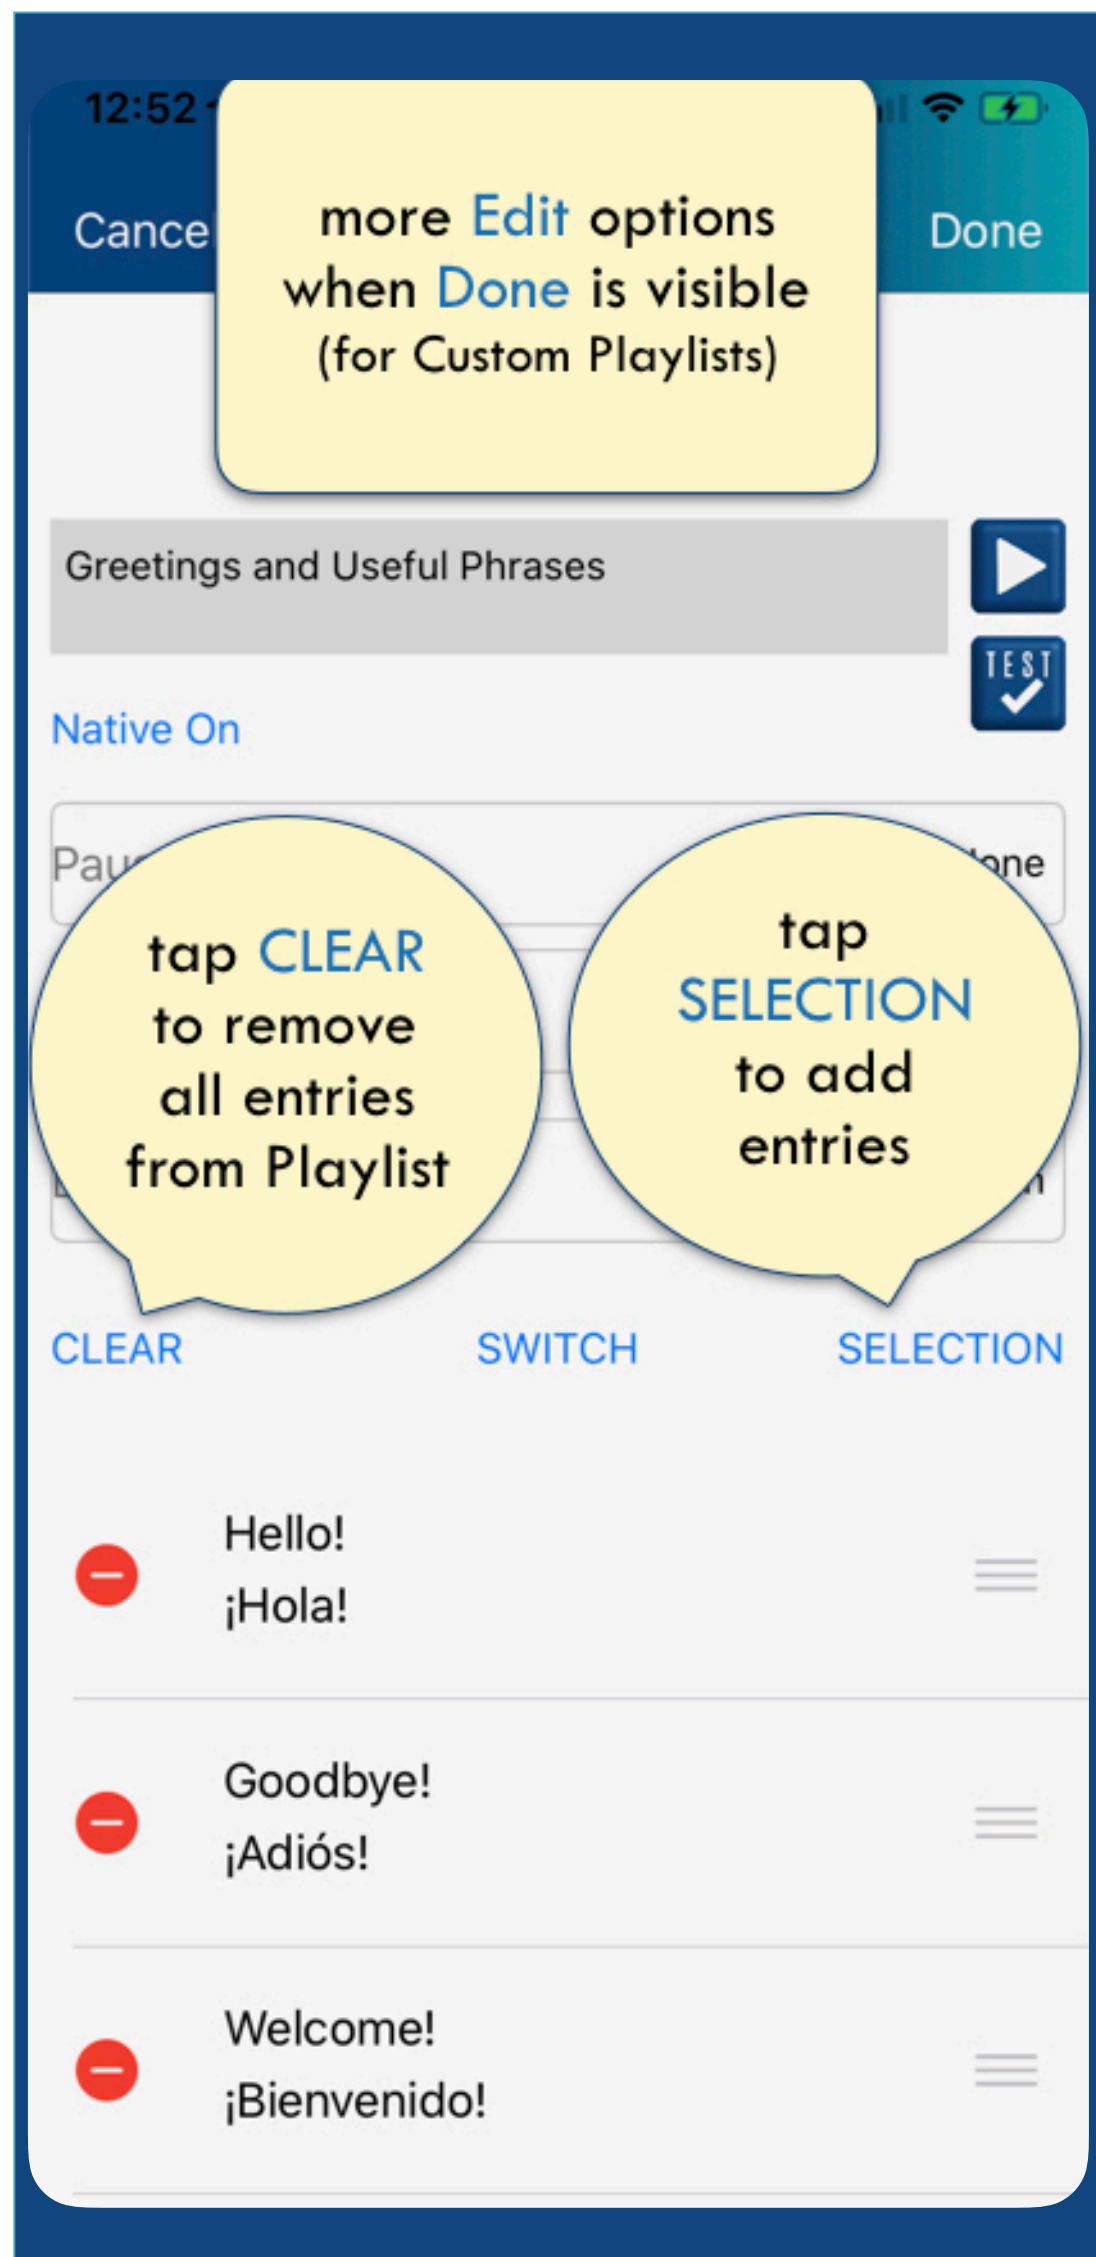 12:52
more Edit options
when Done is visible
(for Custom Playlists)
Done
Greetings and Useful Phrases
TEST
Native On
tap CLEAR
to remove
all entries
from Playlist
tap
SELECTION
to add
entries
CLEAR
SWITCH
SELECTION
Hello!
¡Hola!
Goodbye!
¡Adiós!
Welcome!
¡Bienvenido!